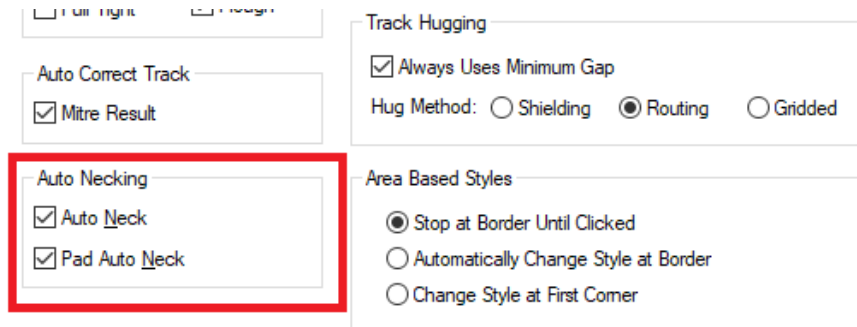 Track Hugging
Auto Correct Track
Always Uses Minimum Gap
Mitre Result
Hug Method: Shielding Routing Gridded
Auto Necking
Area Based Styles
Auto Neck
Stop at Border Until Clicked
Pad Auto Neck
Automatically Change Style at Border
Change Style at First Corner